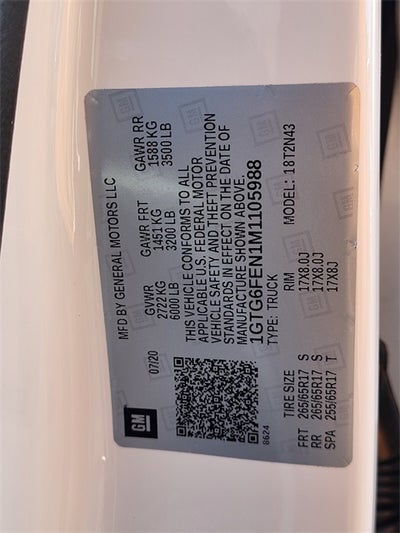 GM
MFD BY GENERAL MOTORS LLC
07/20
GVWR GAWR FRT GAWR RR
2722 KG 1451 KG 1588 KG
6000 LB 3200 LB 3500 LB
THIS VEHICLE CONFORMS TO ALL
APPLICABLE U.S. FEDERAL MOTOR
VEHICLE SAFETY AND THEFT PREVENTION
STANDARDS IN EFFECT ON THE DATE OF
MANUFACTURE SHOWN ABOVE.
1GTG6FEN1M1105988
8624
TYPE: TRUCK MODEL: 18T2N43
TIRE SIZE RIM
FRT 265/65R17 S 17X8.0J
RR 265/65R17 S 17X8.0J
SPA 255/65R17 T 17X8J